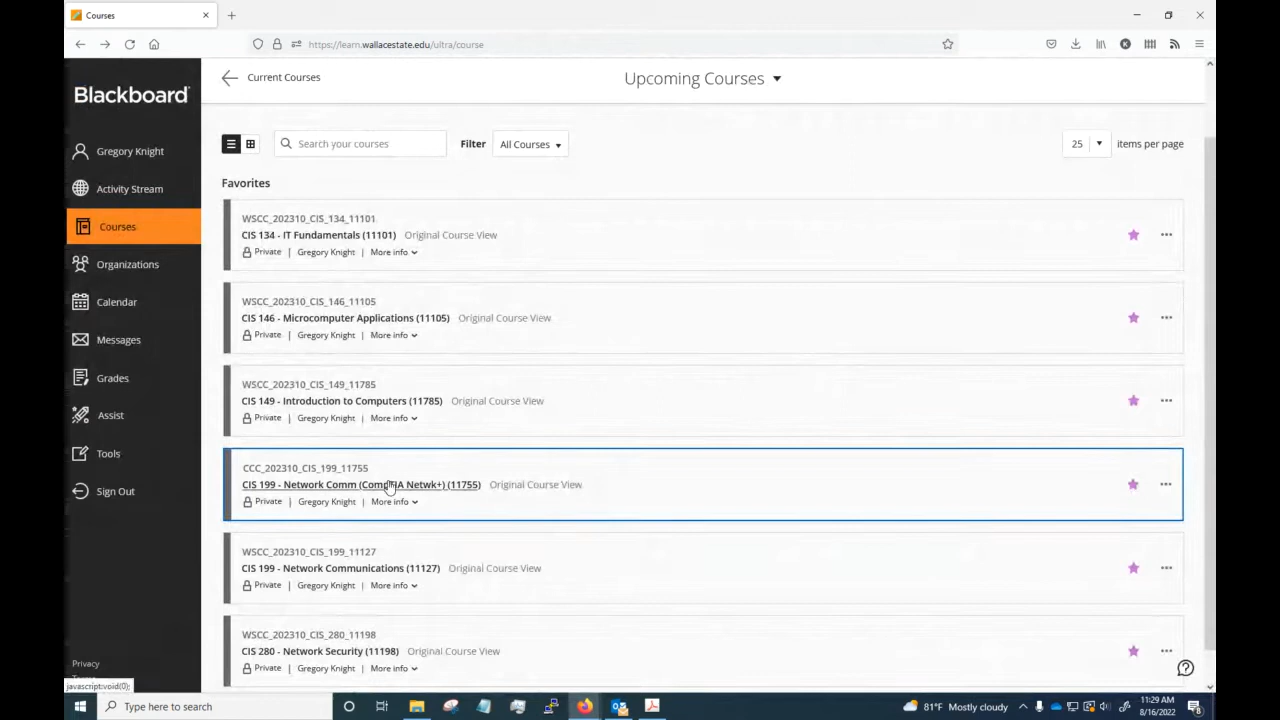 Courses
https://learn.wallacestate.edu/ultra/course
Blackboard
Gregory Knight
Activity Stream
Courses
Organizations
Calendar
Messages
Grades
Assist
Tools
Sign Out
Privacy
javascript:void(0);
Current Courses
Upcoming Courses
Search your courses
Filter
All Courses
25
items per page
Favorites
WSCC_202310_CIS_134_11101
CIS 134 - IT Fundamentals (11101) Original Course View
Private | Gregory Knight | More info
WSCC_202310_CIS_146_11105
CIS 146 - Microcomputer Applications (11105) Original Course View
Private | Gregory Knight | More info
WSCC_202310_CIS_149_11785
CIS 149 - Introduction to Computers (11785) Original Course View
Private | Gregory Knight | More info
CCC_202310_CIS_199_11755
CIS 199 - Network Comm (CompTIA Netwk+) (11755) Original Course View
Private | Gregory Knight | More info
WSCC_202310_CIS_199_11127
CIS 199 - Network Communications (11127) Original Course View
Private | Gregory Knight | More info
WSCC_202310_CIS_280_11198
CIS 280 - Network Security (11198) Original Course View
Private | Gregory Knight | More info
Type here to search
81°F Mostly cloudy
11:29 AM
8/16/2022
8